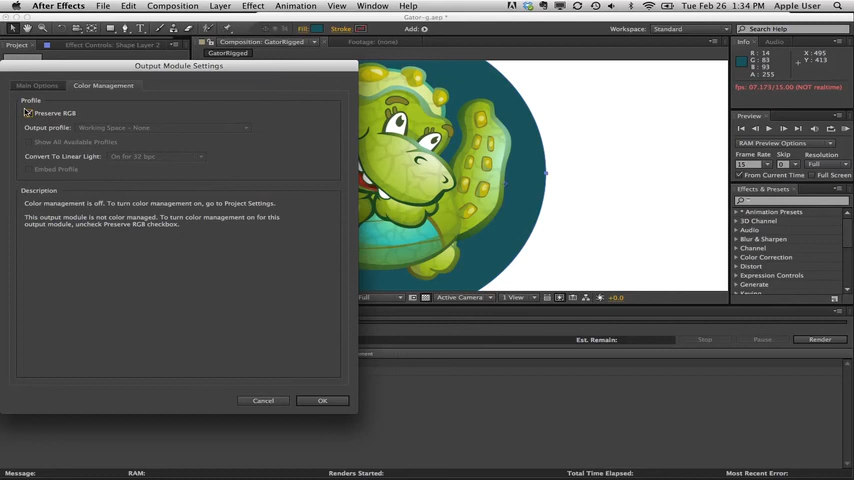 After Effects File Edit Composition Layer Effect Animation View Window Help Tue Feb 26 1:34 PM Apple User
Gator-g.aep *
Fill: Stroke: Add: Workspace: Standard Search Help
Project Effect Controls: Shape Layer 2 Composition: GatorRigged Footage: (none) Info Audio
GatorRigged
R : 14 X : 495
G : 83 Y : 413
B : 93
A : 255
fps: 07.173/15.00 (NOT realtime)
Output Module Settings
Main Options Color Management
Profile
Preserve RGB
Output profile: Working Space – None
Show All Available Profiles
Convert To Linear Light: On for 32 bpc
Embed Profile
Description
Color management is off. To turn color management on, go to Project Settings.
This output module is not color managed. To turn color management on for this
output module, uncheck Preserve RGB checkbox.
Cancel OK
Preview
RAM Preview Options
Frame Rate Skip Resolution
15 0 Full
From Current Time Full Screen
Effects & Presets
* Animation Presets
3D Channel
Audio
Blur & Sharpen
Channel
Color Correction
Distort
Expression Controls
Generate
Keying
Full Active Camera 1 View +0.0
Est. Remain: Stop Pause Render
Message: RAM: Renders Started: Total Time Elapsed: Most Recent Error: